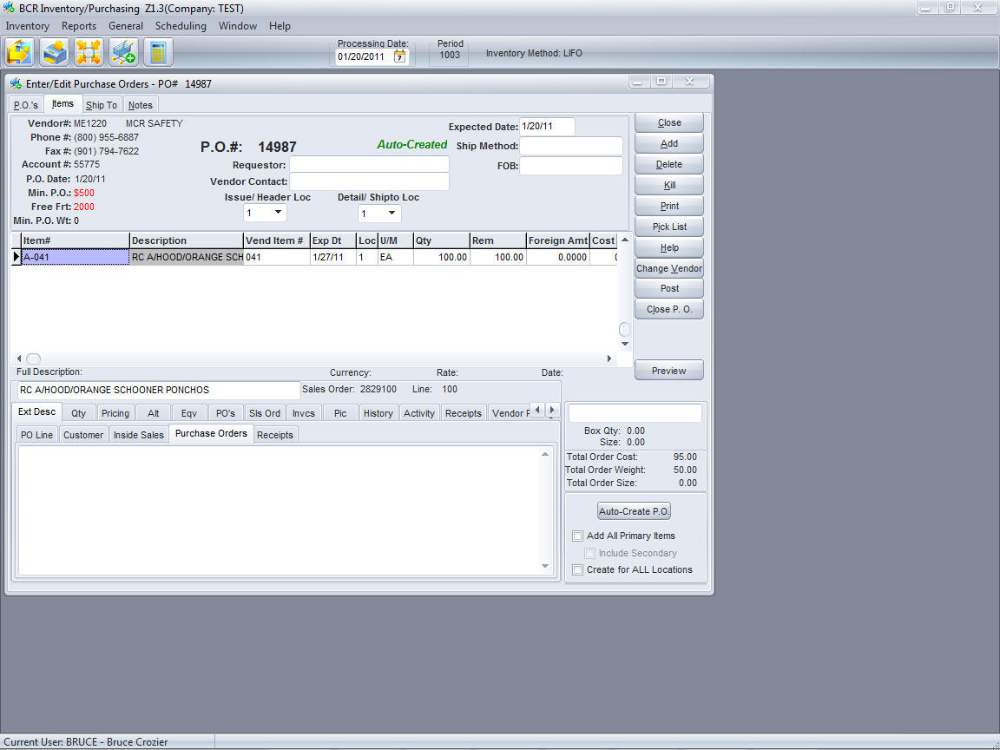 BCR Inventory/Purchasing Z1.3(Company: TEST)
Inventory Reports General Scheduling Window Help
Processing Date: 01/20/2011 7
Period 1003
Inventory Method: LIFO
Enter/Edit Purchase Orders - PO# 14987
P.O.'s Items Ship To Notes
Vendor#: ME1220 MCR SAFETY
Phone #: (800) 955-6887
Fax #: (901) 794-7622
Account #: 55775
P.O. Date: 1/20/11
Min. P.O.: $500
Free Frt: 2000
Min. P.O. Wt: 0
P.O.#: 14987
Auto-Created
Requestor:
Vendor Contact:
Issue/ Header Loc Detail/ Shipto Loc
1 1
Expected Date: 1/20/11
Ship Method:
FOB:
Close
Add
Delete
Kill
Print
Pick List
Help
Change Vendor
Post
Close P. O.
Preview
Item# Description Vend Item # Exp Dt Loc U/M Qty Rem Foreign Amt Cost
A-041 RC A/HOOD/ORANGE SCH 041 1/27/11 1 EA 100.00 100.00 0.0000
Full Description: Currency: Rate: Date:
RC A/HOOD/ORANGE SCHOONER PONCHOS Sales Order: 2829100 Line: 100
Ext Desc Qty Pricing Alt Eqv PO's Sls Ord Invcs Pic History Activity Receipts Vendor
PO Line Customer Inside Sales Purchase Orders Receipts
Box Qty: 0.00
Size: 0.00
Total Order Cost: 95.00
Total Order Weight: 50.00
Total Order Size: 0.00
Auto-Create P.O.
Add All Primary Items
Include Secondary
Create for ALL Locations
Current User: BRUCE - Bruce Crozier